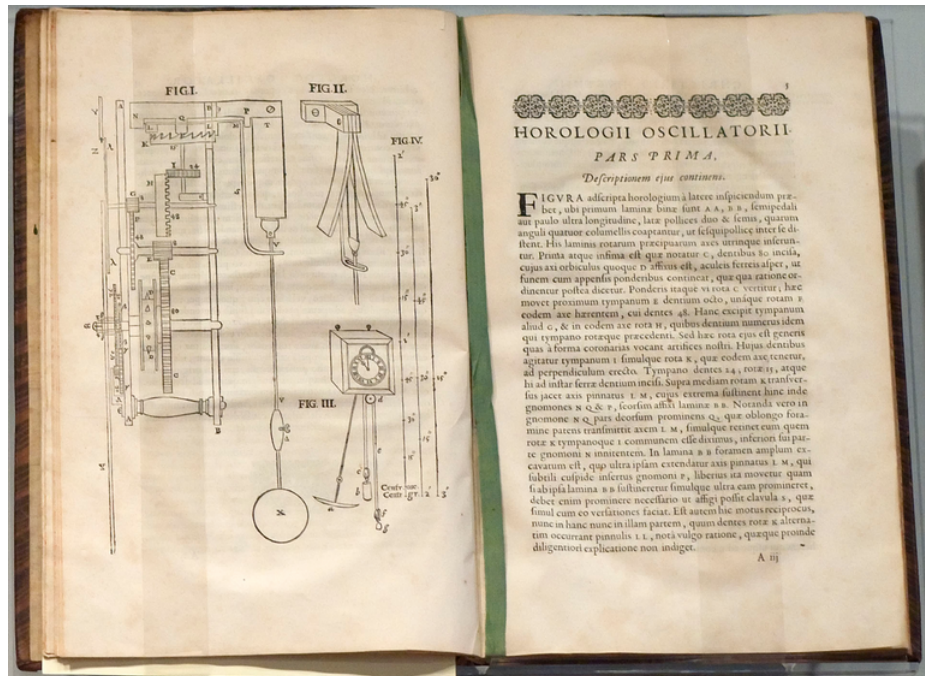 FIG.I.
FIG.II.
FIG.IV.
FIG. III.
3
HOROLOGII OSCILLATORII.
PARS PRIMA,
Descriptionem ejus continens.
FIGURA adscripta horologium à latere inspiciendum præ-
bet, ubi primum laminæ binæ sunt AA, BB, semipedali
aut paulo ultra longitudine, latæ pollices duo & semis, quarum
anguli quatuor columellis coaptantur, ut sesquipollice inter se di-
stent. His laminis rotarum præcipuarum axes utrinque inserun-
tur. Prima atque infima est quæ notatur C, dentibus 80 incisa,
cujus axi orbiculus quoque D affixus est, aculeis ferreis asper, ut
funem cum appensis ponderibus contineat, quæ qua ratione or-
dinentur postea dicetur. Ponderis itaque vi rota C vertitur; hæc
movet proximum tympanum E dentium octo, unáque rotam F
eodem axe hærentem, cui dentes 48. Hanc excipit tympanum
aliud G, & in eodem axe rota H, quibus dentium numerus idem
qui tympano rotæque præcedenti. Sed hæc rota ejus est generis
quas à forma coronarias vocant artifices nostri. Hujus dentibus
agitatur tympanum I simulque rota K, quæ eodem axe tenetur,
ad perpendiculum erecto. Tympano dentes 24, rotæ 15, atque
hi ad instar serræ dentium incisi. Supra mediam rotam K transver-
sus jacet axis pinnatus L M, cujus extrema sustinent hinc inde
gnomones N Q & P, seorsim affixi laminæ BB. Notanda vero in
gnomone N Q pars deorsum prominens Q, quæ oblongo fora-
mine patens transmittit axem L M, simulque retinet eum quem
rotæ K tympanoque I communem esse diximus, inferiori sui par-
te gnomoni N innitentem. In lamina BB foramen amplum ex-
cavatum est, quo ultra ipsam extendatur axis pinnatus L M, qui
subtili cuspide insertus gnomoni P, liberius ita movetur quam
si ab ipsa lamina BB sustineretur simulque ultra eam promineret,
debet enim prominere necessario ut affigi possit clavula S, quæ
simul cum eo versationes faciat. Est autem hic motus reciprocus,
nunc in hanc nunc in illam partem, quum dentes rotæ K alterna-
tim occurrant pinnulis LL, notâ vulgo ratione, quæque proinde
diligentiori explicatione non indiget.
A iij